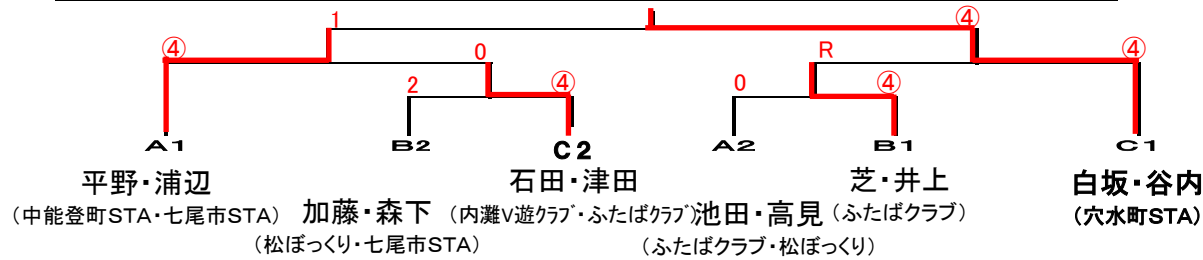 1 ④
④ 0 R ④
2 ④ 0 ④
A1 B2 C2 A2 B1 C1
平野・浦辺 石田・津田 芝・井上 白坂・谷内
(中能登町STA・七尾市STA) 加藤・森下 (内灘V遊クラブ・ふたばクラブ) 池田・高見 (ふたばクラブ) (穴水町STA)
(松ぼっくり・七尾市STA) (ふたばクラブ・松ぼっくり)